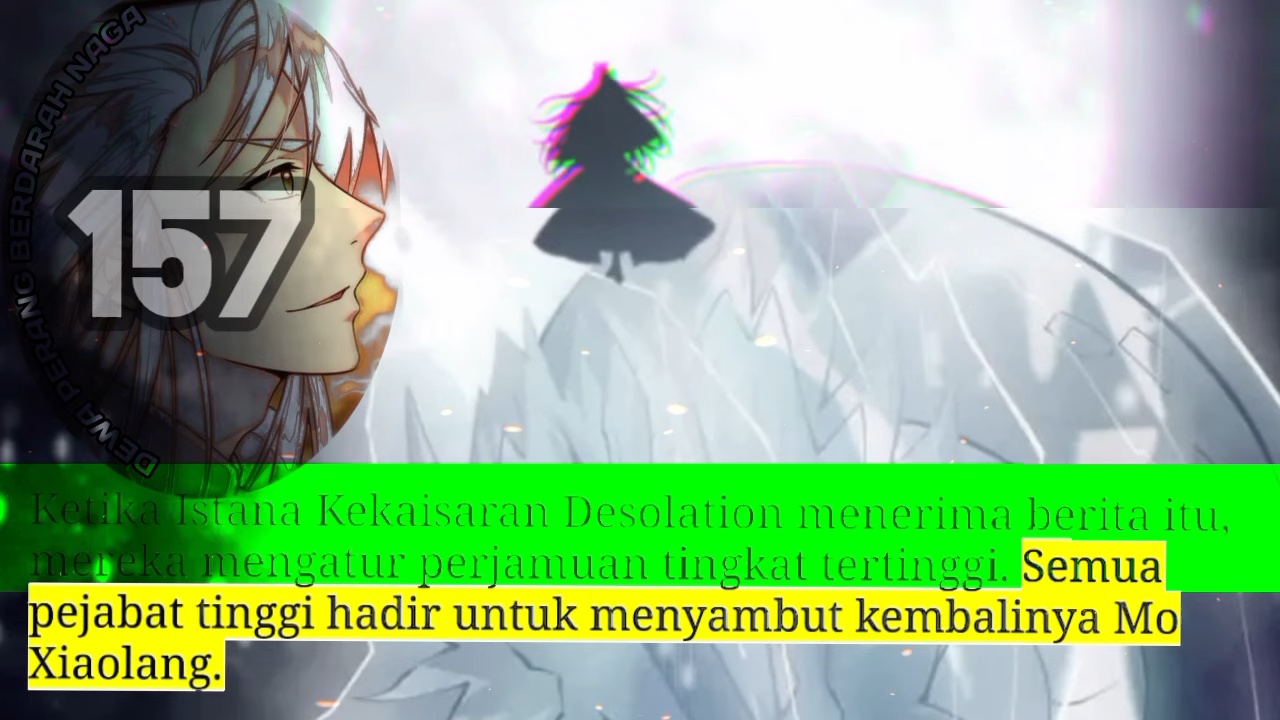 DEWA PERANG BERDARAH NAGA
157
Ketika Istana Kekaisaran Desolation menerima berita itu,
mereka mengatur perjamuan tingkat tertinggi. Semua
pejabat tinggi hadir untuk menyambut kembalinya Mo
Xiaolang.